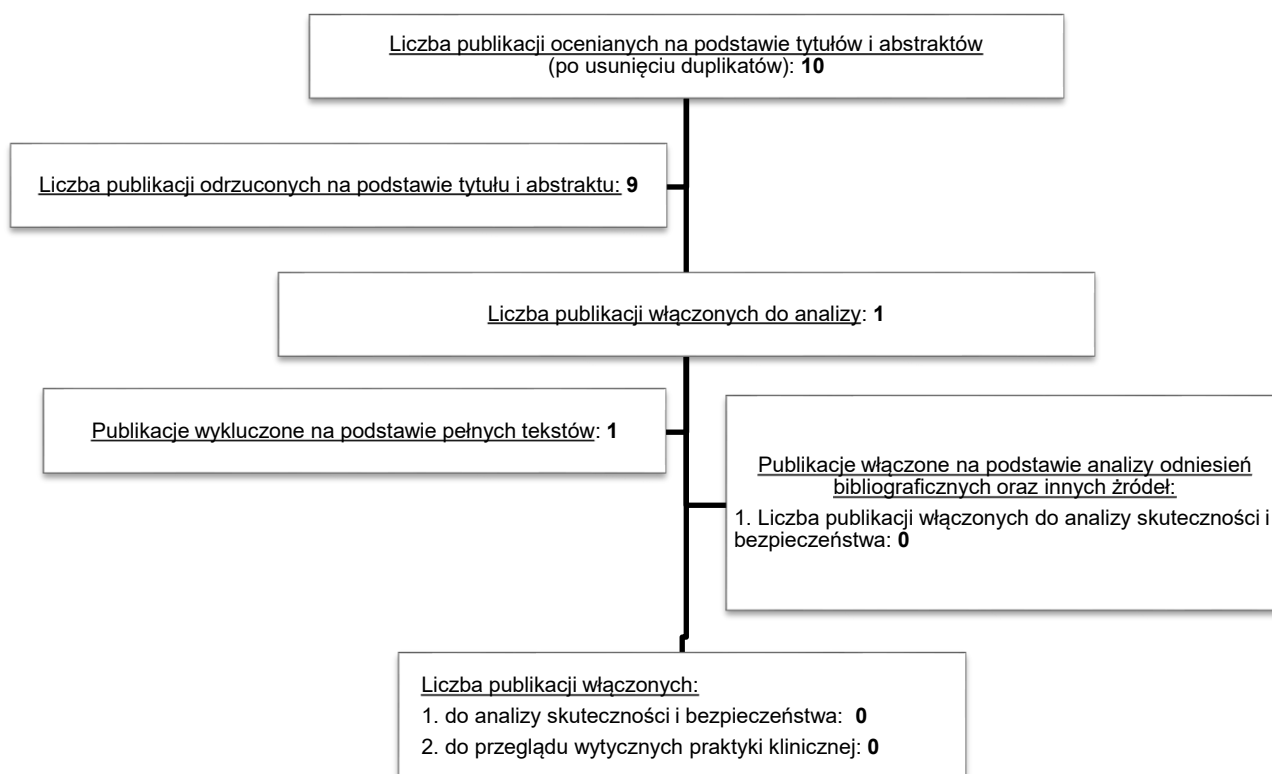 Liczba publikacji ocenianych na podstawie tytułów i abstraktów
(po usunięciu duplikatów): 10
Liczba publikacji odrzuconych na podstawie tytułu i abstraktu: 9
Liczba publikacji włączonych do analizy: 1
Publikacje wykluczone na podstawie pełnych tekstów: 1
Publikacje włączone na podstawie analizy odniesień
bibliograficznych oraz innych źródeł:
1. Liczba publikacji włączonych do analizy skuteczności i
bezpieczeństwa: 0
Liczba publikacji włączonych:
1. do analizy skuteczności i bezpieczeństwa: 0
2. do przeglądu wytycznych praktyki klinicznej: 0